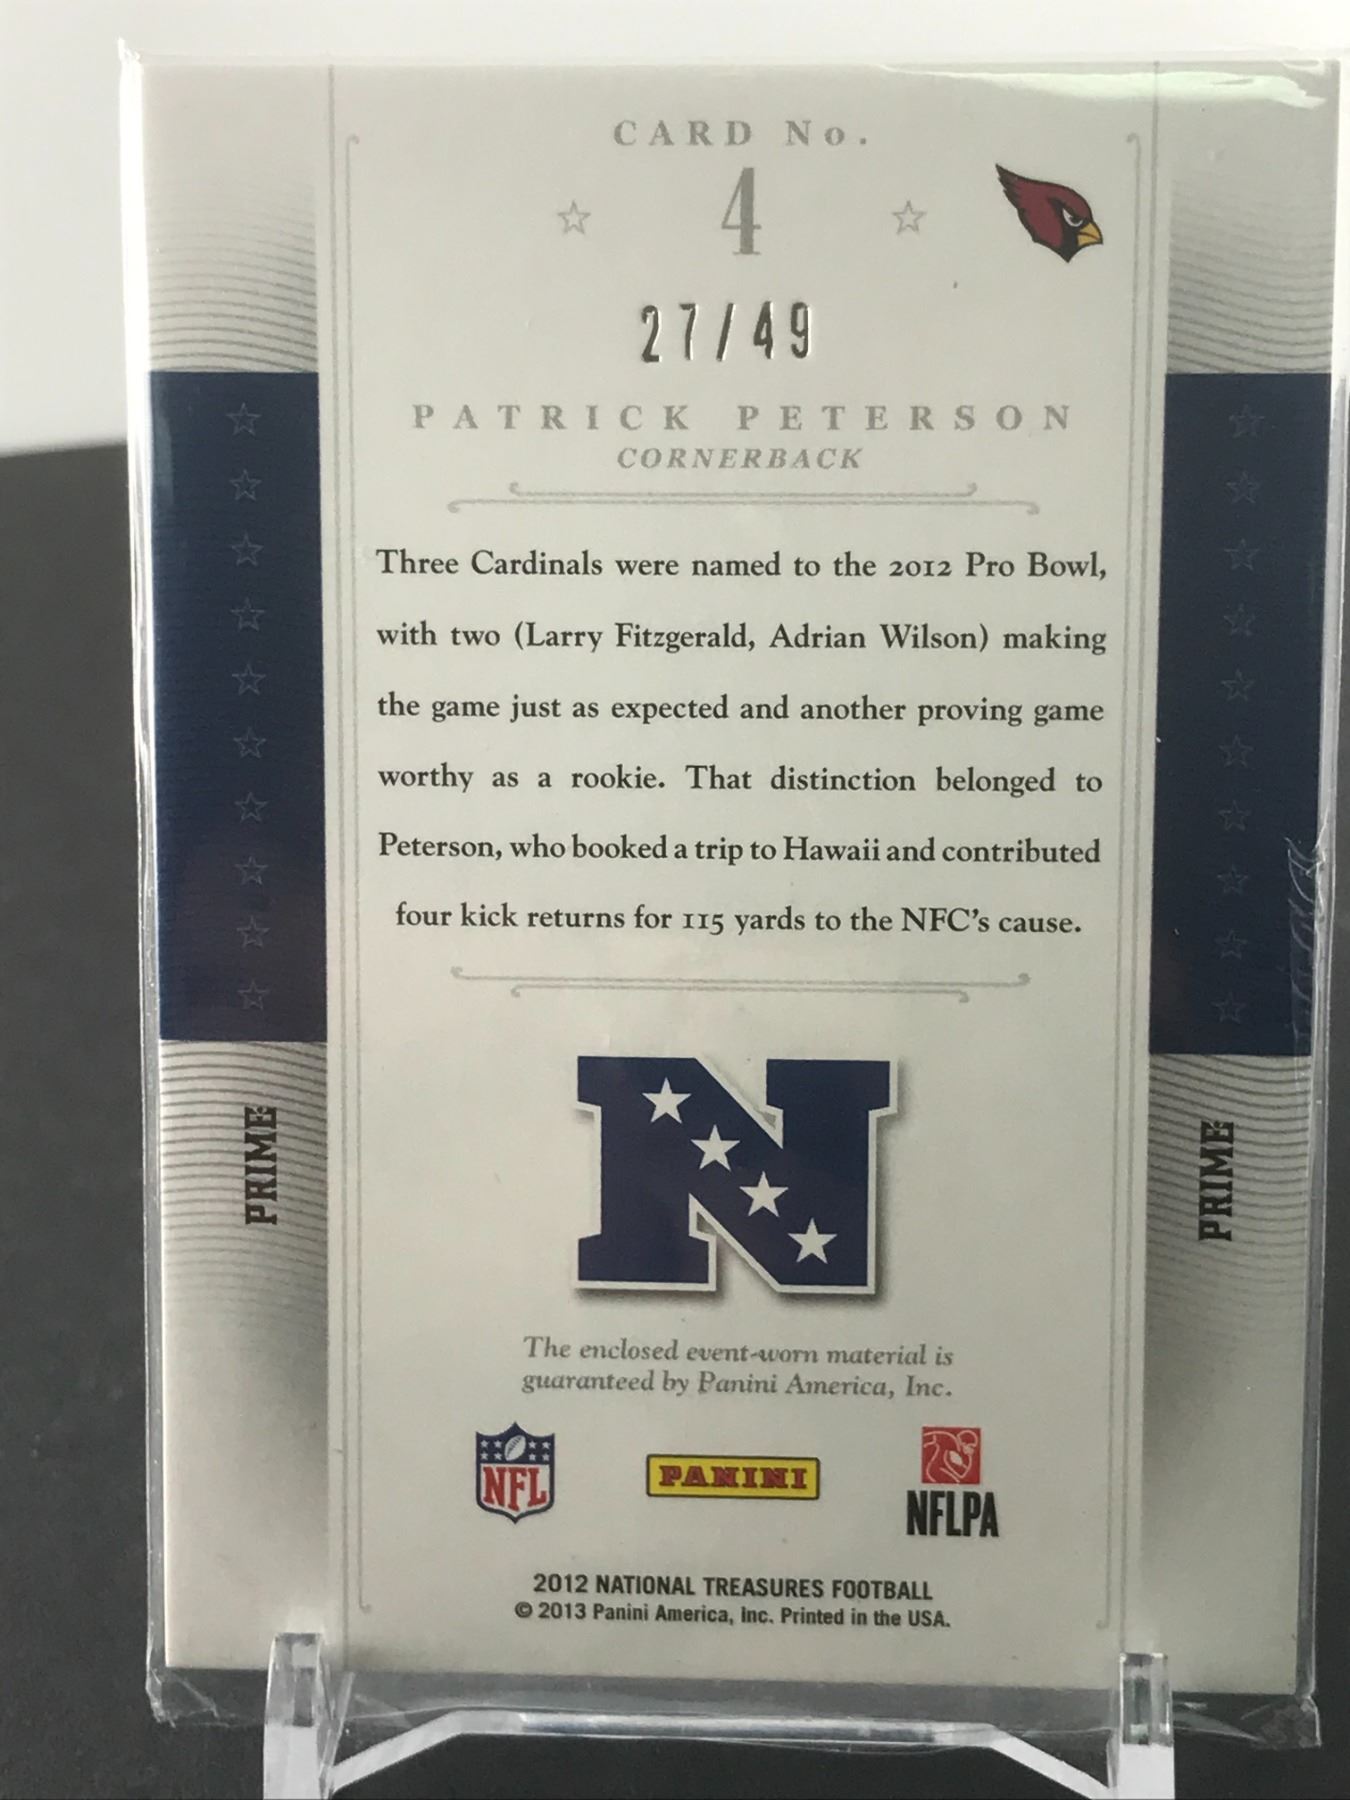 CARD No.
4
27/49
PATRICK PETERSON
CORNERBACK
Three Cardinals were named to the 2012 Pro Bowl,
with two (Larry Fitzgerald, Adrian Wilson) making
the game just as expected and another proving game
worthy as a rookie. That distinction belonged to
Peterson, who booked a trip to Hawaii and contributed
four kick returns for 115 yards to the NFC's cause.
PRIME
PRIME
N
The enclosed event-worn material is
guaranteed by Panini America, Inc.
NFL
PANINI
NFLPA
2012 NATIONAL TREASURES FOOTBALL
© 2013 Panini America, Inc. Printed in the USA.